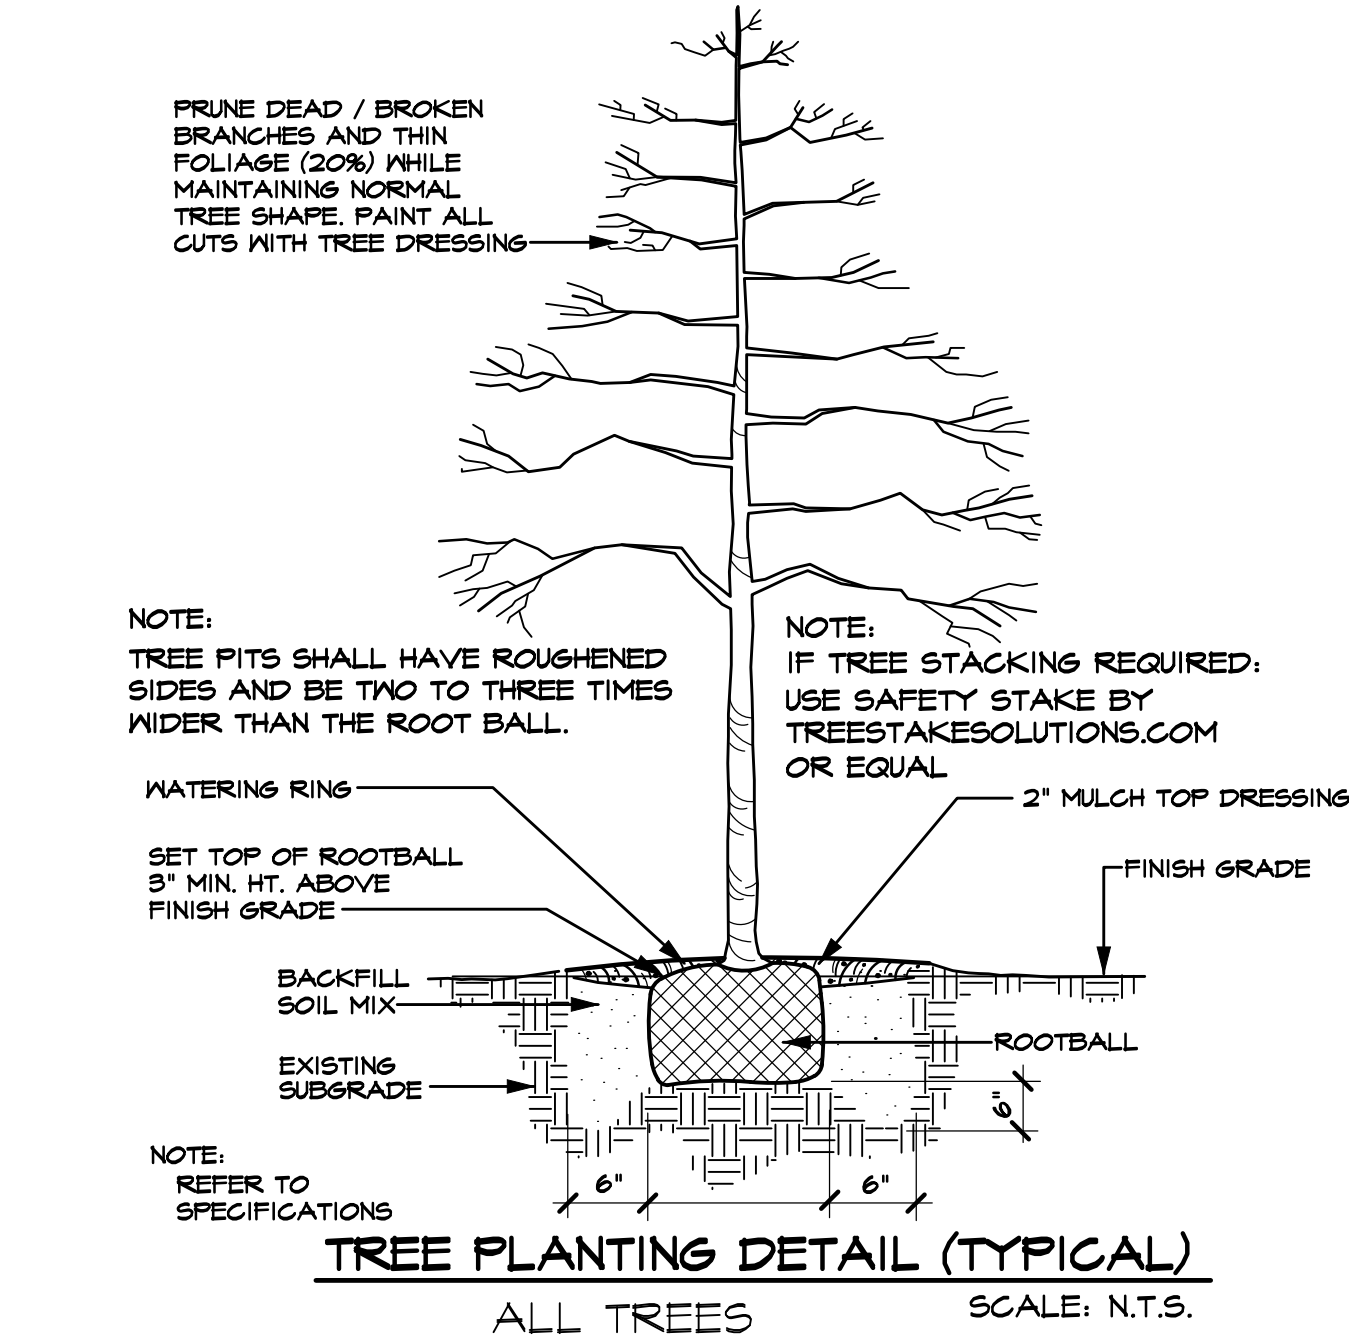 PRUNE DEAD / BROKEN
BRANCHES AND THIN
FOLIAGE (20%) WHILE
MAINTAINING NORMAL
TREE SHAPE. PAINT ALL
CUTS WITH TREE DRESSING
NOTE:
TREE PITS SHALL HAVE ROUGHENED
SIDES AND BE TWO TO THREE TIMES
WIDER THAN THE ROOT BALL.
NOTE:
IF TREE STACKING REQUIRED:
USE SAFETY STAKE BY
TREESTAKESOLUTIONS.COM
OR EQUAL
WATERING RING
2" MULCH TOP DRESSING
SET TOP OF ROOTBALL
3" MIN. HT. ABOVE
FINISH GRADE
FINISH GRADE
BACKFILL
SOIL MIX
ROOTBALL
EXISTING
SUBGRADE
6"
NOTE:
REFER TO
SPECIFICATIONS
6"
6"
TREE PLANTING DETAIL (TYPICAL)
ALL TREES
SCALE: N.T.S.